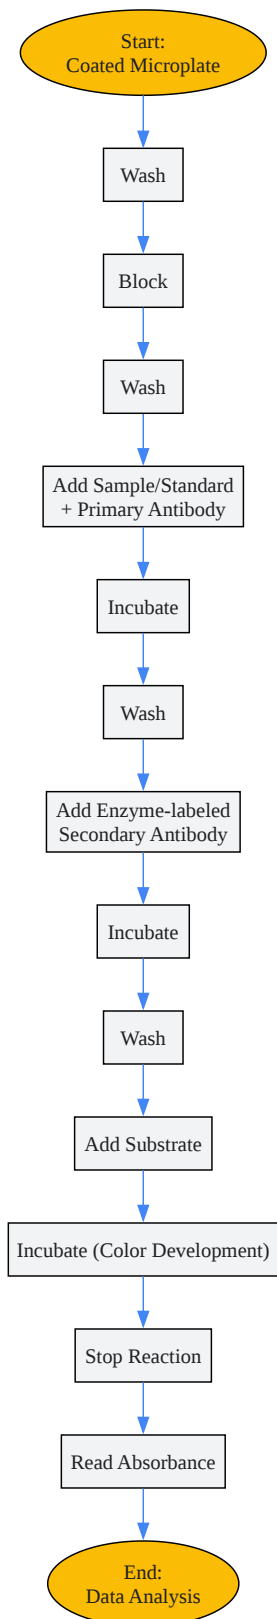 Start:
Coated Microplate
Wash
Block
Wash
Add Sample/Standard
+ Primary Antibody
Incubate
Wash
Add Enzyme-labeled
Secondary Antibody
Incubate
Wash
Add Substrate
Incubate (Color Development)
Stop Reaction
Read Absorbance
End:
Data Analysis